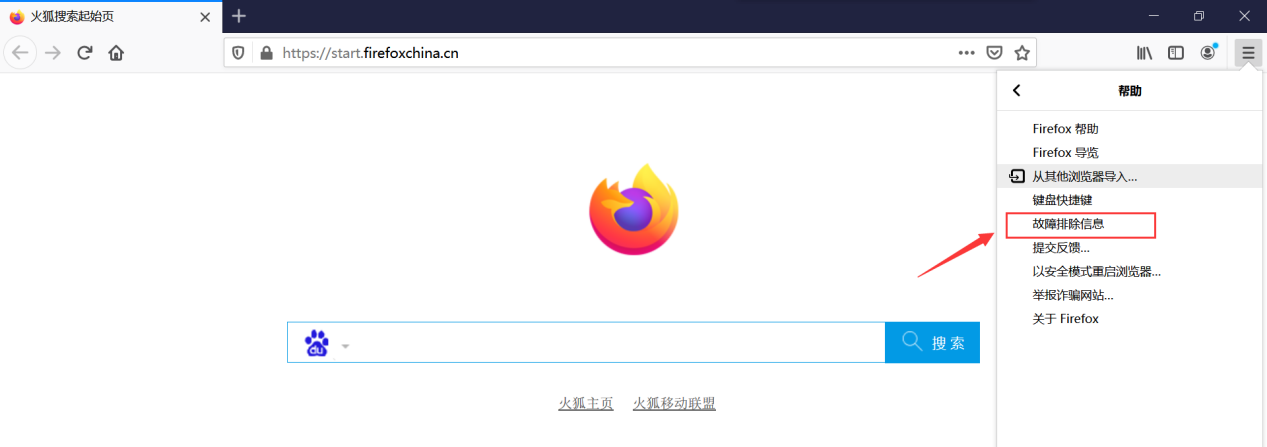 火狐搜索起始页
https://start.firefoxchina.cn
帮助
Firefox 帮助
Firefox 导览
从其他浏览器导入...
键盘快捷键
故障排除信息
提交反馈...
以安全模式重启浏览器...
举报诈骗网站...
关于 Firefox
du
搜 索
火狐主页 火狐移动联盟